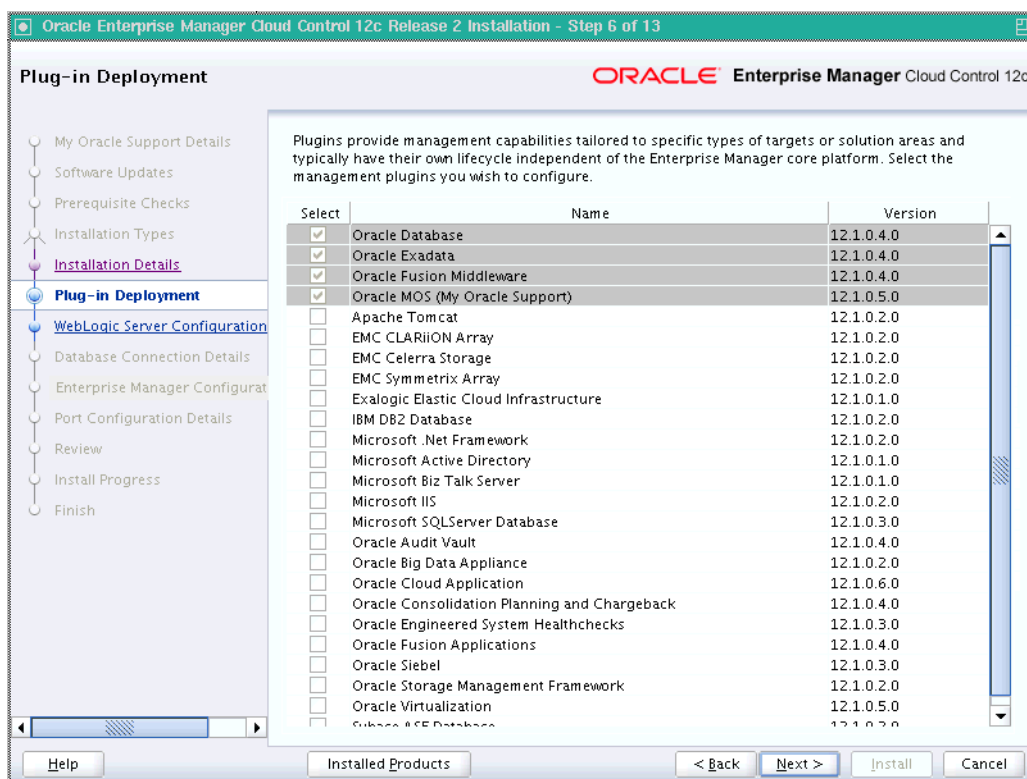 Oracle Enterprise Manager Cloud Control 12c Release 2 Installation - Step 6 of 13
Plug-in Deployment
ORACLE Enterprise Manager Cloud Control 12c
My Oracle Support Details
Software Updates
Prerequisite Checks
Installation Types
Installation Details
Plug-in Deployment
WebLogic Server Configuration
Database Connection Details
Enterprise Manager Configurat
Port Configuration Details
Review
Install Progress
Finish
Plugins provide management capabilities tailored to specific types of targets or solution areas and
typically have their own lifecycle independent of the Enterprise Manager core platform. Select the
management plugins you wish to configure.
Select Name Version
Oracle Database 12.1.0.4.0
Oracle Exadata 12.1.0.4.0
Oracle Fusion Middleware 12.1.0.4.0
Oracle MOS (My Oracle Support) 12.1.0.5.0
Apache Tomcat 12.1.0.2.0
EMC CLARiiON Array 12.1.0.2.0
EMC Celerra Storage 12.1.0.2.0
EMC Symmetrix Array 12.1.0.2.0
Exalogic Elastic Cloud Infrastructure 12.1.0.1.0
IBM DB2 Database 12.1.0.2.0
Microsoft .Net Framework 12.1.0.2.0
Microsoft Active Directory 12.1.0.1.0
Microsoft Biz Talk Server 12.1.0.1.0
Microsoft IIS 12.1.0.2.0
Microsoft SQLServer Database 12.1.0.3.0
Oracle Audit Vault 12.1.0.4.0
Oracle Big Data Appliance 12.1.0.2.0
Oracle Cloud Application 12.1.0.6.0
Oracle Consolidation Planning and Chargeback 12.1.0.4.0
Oracle Engineered System Healthchecks 12.1.0.3.0
Oracle Fusion Applications 12.1.0.4.0
Oracle Siebel 12.1.0.3.0
Oracle Storage Management Framework 12.1.0.2.0
Oracle Virtualization 12.1.0.5.0
Sybase ASE Database
Help Installed Products < Back Next > Install Cancel